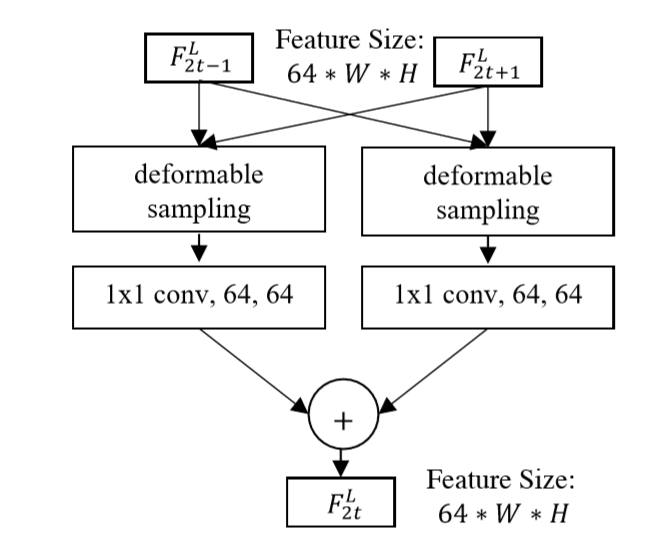 F^L_{2t−1}
Feature Size:
64 ∗ W ∗ H
F^L_{2t+1}
deformable
sampling
deformable
sampling
1x1 conv, 64, 64
1x1 conv, 64, 64
+
F^L_{2t}
Feature Size:
64 ∗ W ∗ H